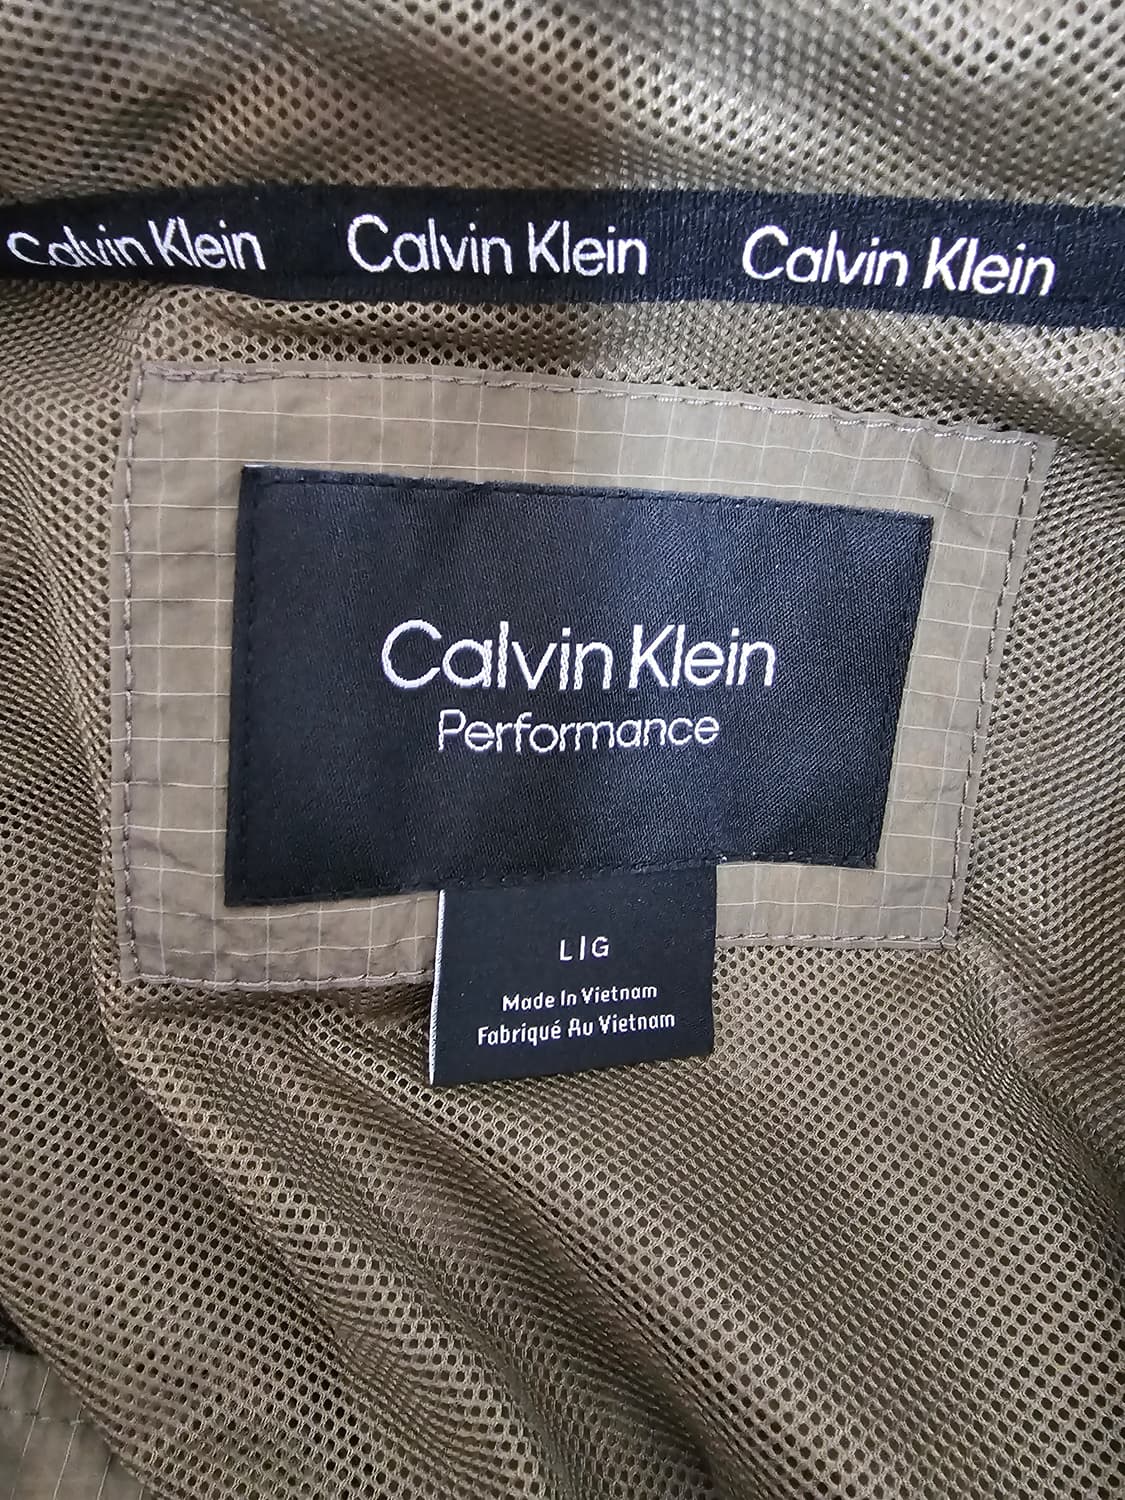 Calvin Klein Calvin Klein Calvin Klein
Calvin Klein
Performance
L|G
Made In Vietnam
Fabriqué Au Vietnam